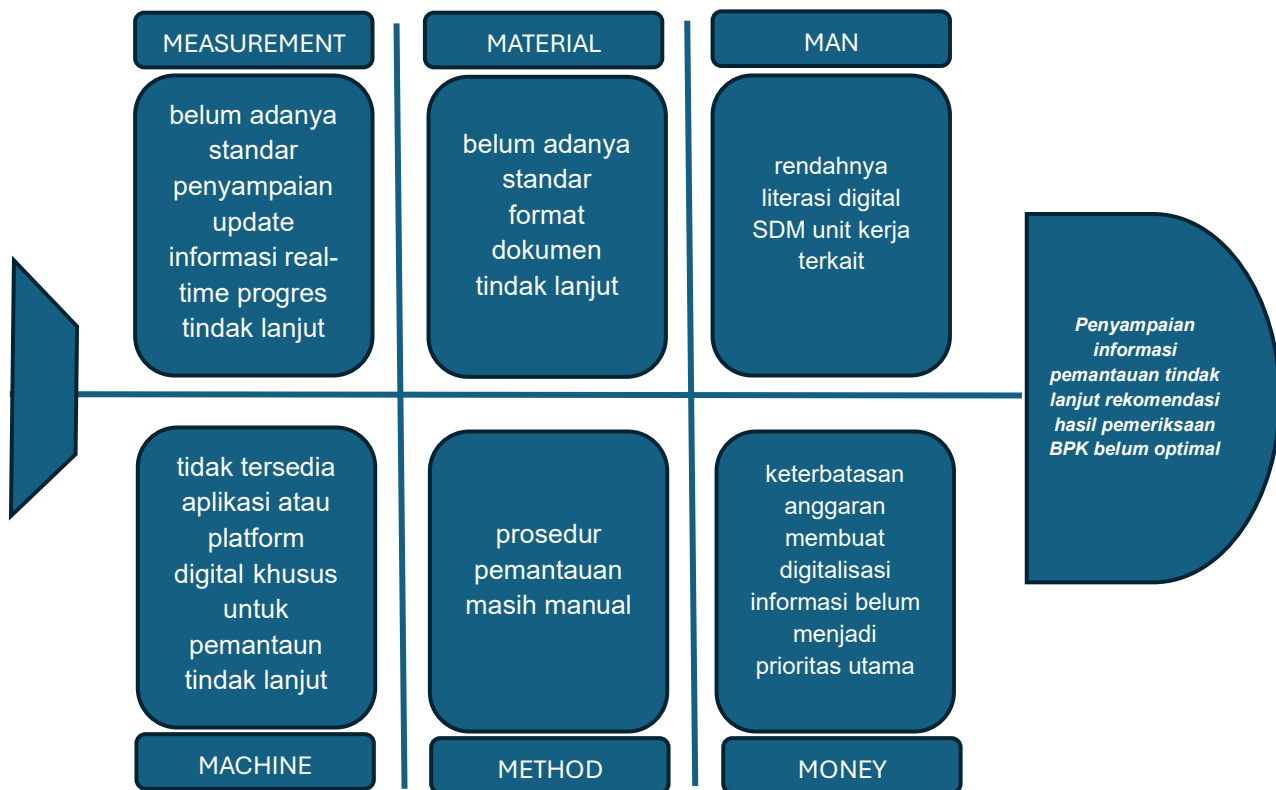 MEASUREMENT
belum adanya
standar
penyampaian
update
informasi real-
time progres
tindak lanjut
MATERIAL
belum adanya
standar
format
dokumen
tindak lanjut
MAN
rendahnya
literasi digital
SDM unit kerja
terkait
Penyampaian
informasi
pemantauan tindak
lanjut rekomendasi
hasil pemeriksaan
BPK belum optimal
tidak tersedia
aplikasi atau
platform
digital khusus
untuk
pemantaun
tindak lanjut
MACHINE
prosedur
pemantauan
masih manual
METHOD
keterbatasan
anggaran
membuat
digitalisasi
informasi belum
menjadi
prioritas utama
MONEY